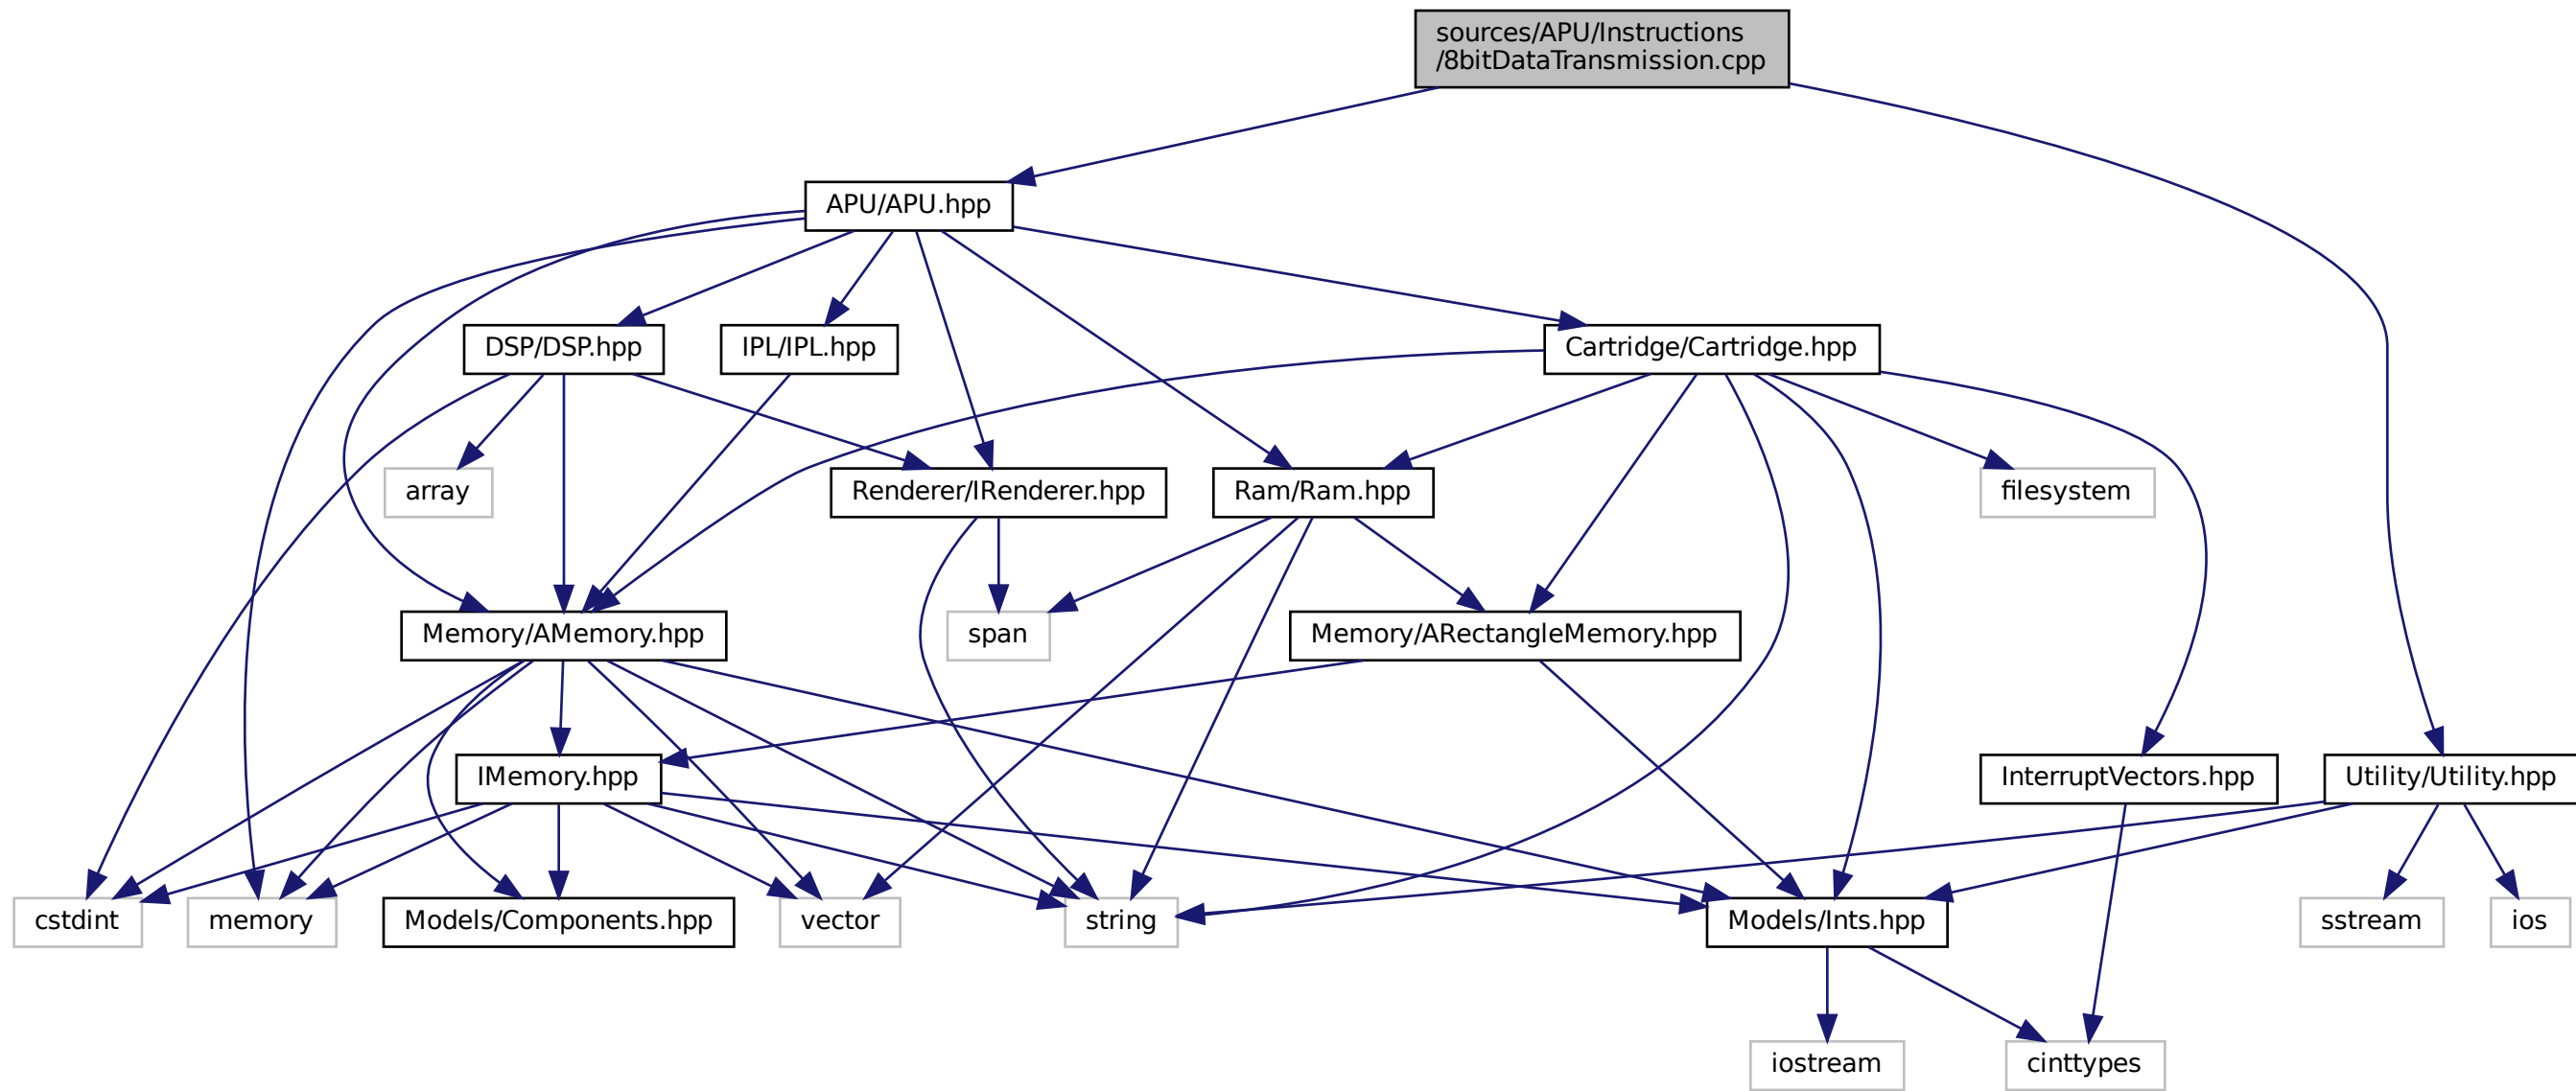 sources/APU/Instructions
/8bitDataTransmission.cpp
APU/APU.hpp
DSP/DSP.hpp
IPL/IPL.hpp
Cartridge/Cartridge.hpp
array
Renderer/IRenderer.hpp
Ram/Ram.hpp
filesystem
Memory/AMemory.hpp
span
Memory/ARectangleMemory.hpp
IMemory.hpp
InterruptVectors.hpp
Utility/Utility.hpp
cstdint
memory
Models/Components.hpp
vector
string
Models/Ints.hpp
sstream
ios
iostream
cinttypes